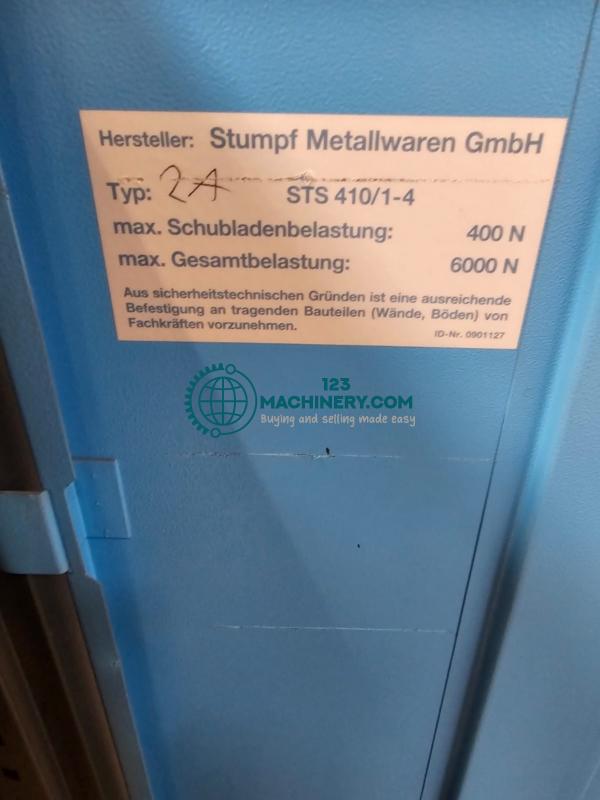 Hersteller: Stumpf Metallwaren GmbH
Typ: 2A STS 410/1-4
max. Schubladenbelastung: 400 N
max. Gesamtbelastung: 6000 N
Aus sicherheitstechnischen Gründen ist eine ausreichende
Befestigung an tragenden Bauteilen (Wände, Böden) von
Fachkräften vorzunehmen.
ID-Nr. 0901127
123
MACHINERY.COM
Buying and selling made easy